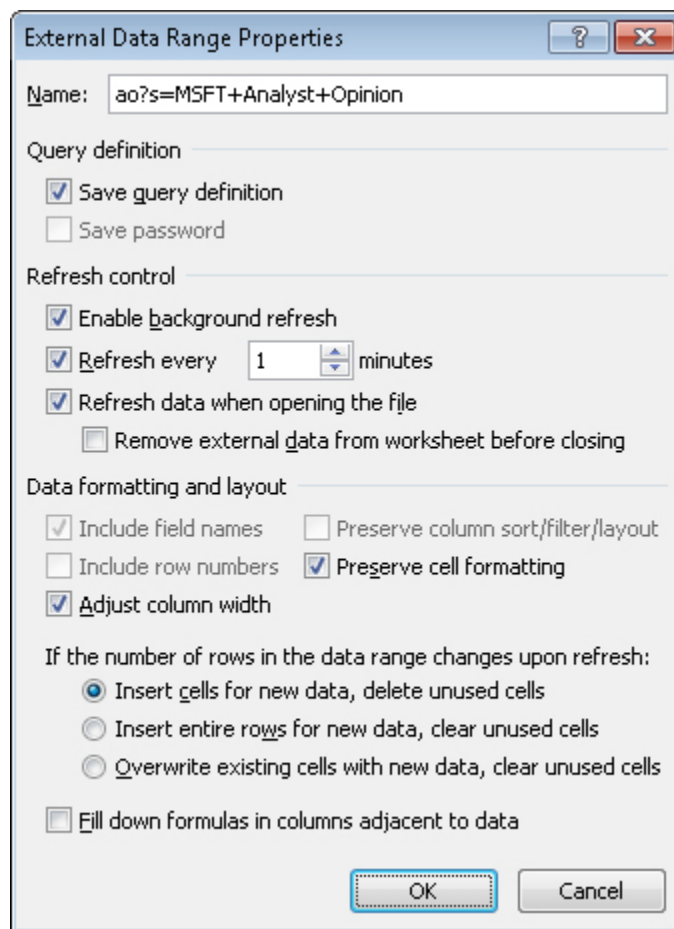 External Data Range Properties
Name: ao?s=MSFT+Analyst+Opinion
Query definition
Save query definition
Save password
Refresh control
Enable background refresh
Refresh every 1 minutes
Refresh data when opening the file
Remove external data from worksheet before closing
Data formatting and layout
Include field names Preserve column sort/filter/layout
Include row numbers Preserve cell formatting
Adjust column width
If the number of rows in the data range changes upon refresh:
Insert cells for new data, delete unused cells
Insert entire rows for new data, clear unused cells
Overwrite existing cells with new data, clear unused cells
Fill down formulas in columns adjacent to data
OK Cancel